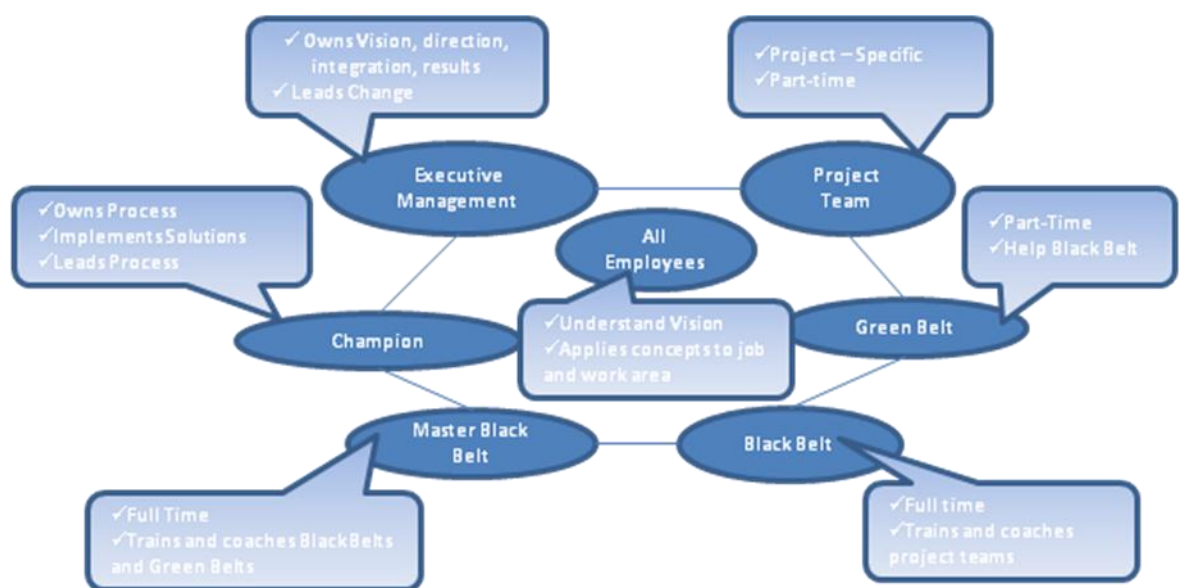 ✓ Owns Vision, direction,
integration, results
✓ Leads Change
✓Project – Specific
✓Part-time
Executive
Management
Project
Team
✓Owns Process
✓Implements Solutions
✓Leads Process
All
Employees
✓Part-Time
✓Help Black Belt
✓Understand Vision
✓Applies concepts to job
and work area
Champion
Green Belt
Master Black
Belt
Black Belt
✓Full Time
✓Trains and coaches BlackBelts
and Green Belts
✓Full time
✓Trains and coaches
project teams